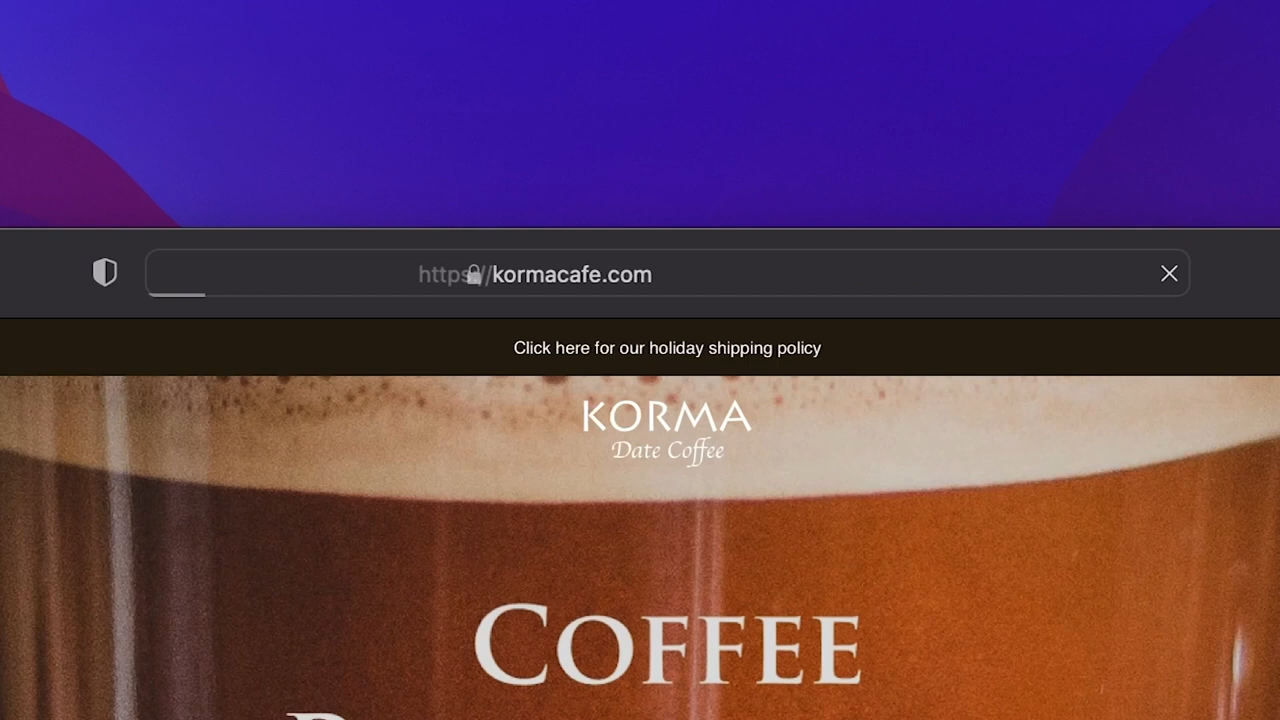 https://kormacafe.com
Click here for our holiday shipping policy
KORMA
Date Coffee
COFFEE